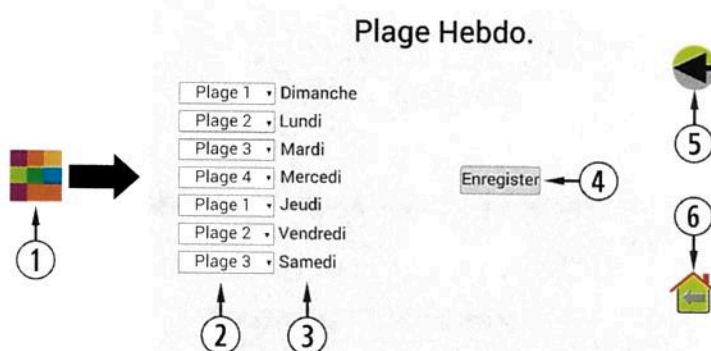 Plage Hebdo.
Plage 1 Dimanche
Plage 2 Lundi
Plage 3 Mardi
Plage 4 Mercedi
Plage 1 Jeudi
Plage 2 Vendredi
Plage 3 Samedi
Enregister
1
2
3
4
5
6